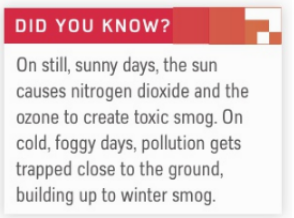 DID YOU KNOW?
On still, sunny days, the sun
causes nitrogen dioxide and the
ozone to create toxic smog. On
cold, foggy days, pollution gets
trapped close to the ground,
building up to winter smog.